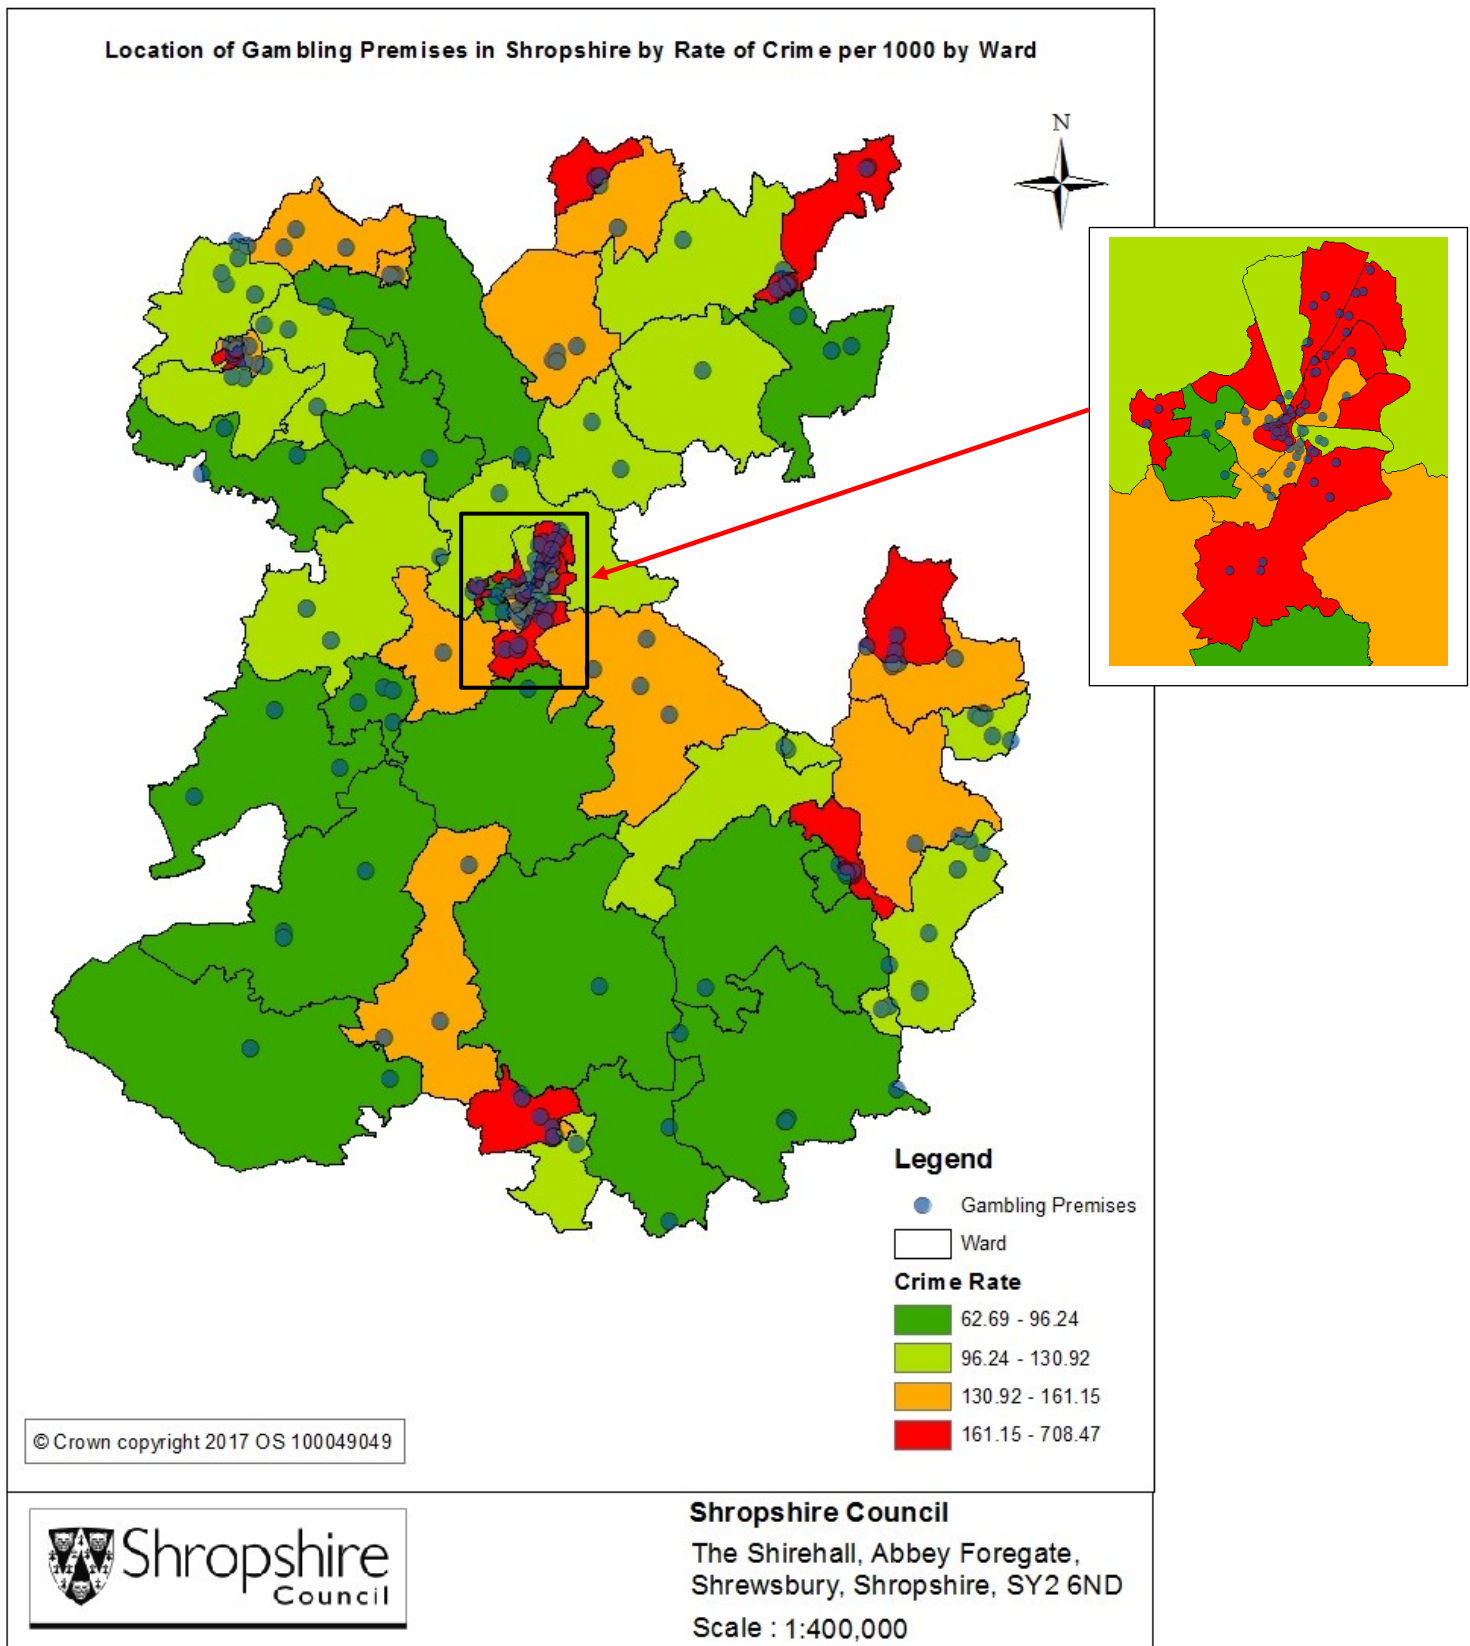 Location of Gambling Premises in Shropshire by Rate of Crime per 1000 by Ward
N
Legend
Gambling Premises
Ward
Crime Rate
62.69 - 96.24
96.24 - 130.92
130.92 - 161.15
161.15 - 708.47
© Crown copyright 2017 OS 100049049
Shropshire
Council
Shropshire Council
The Shirehall, Abbey Foregate,
Shrewsbury, Shropshire, SY2 6ND
Scale : 1:400,000